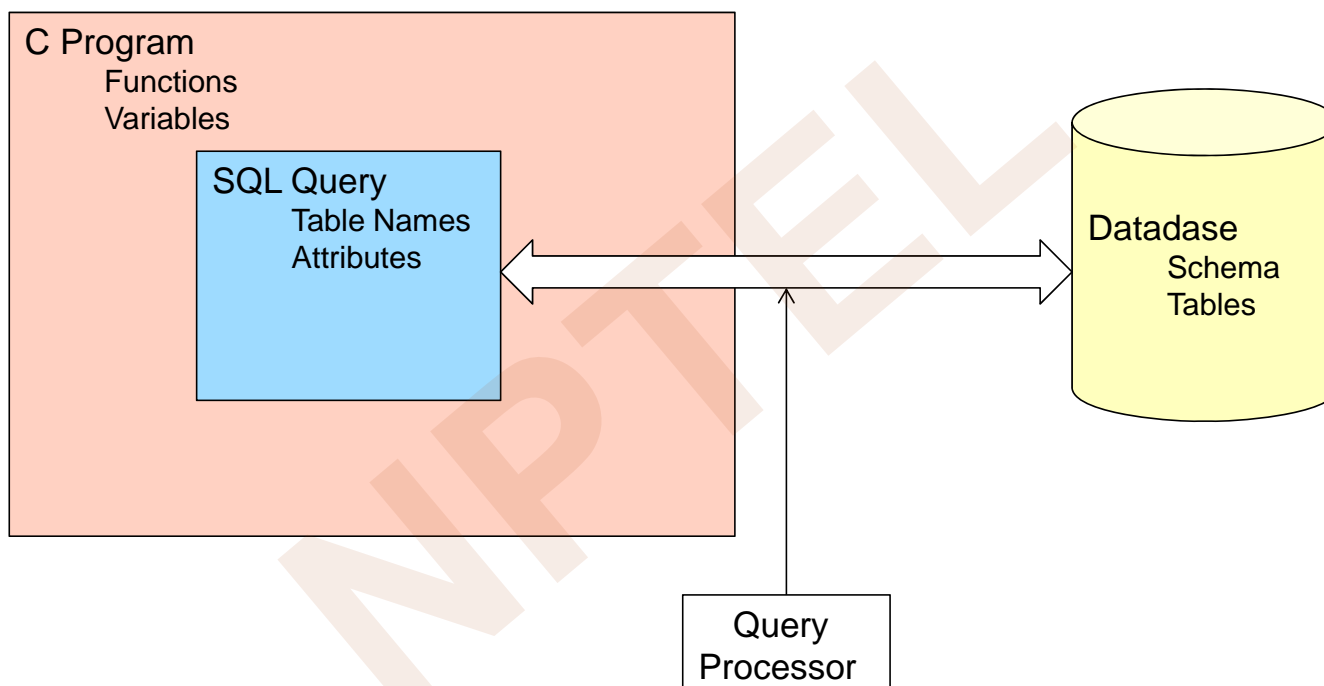 C Program
Functions
Variables
SQL Query
Table Names
Attributes
Datadase
Schema
Tables
Query
Processor
NPTEL